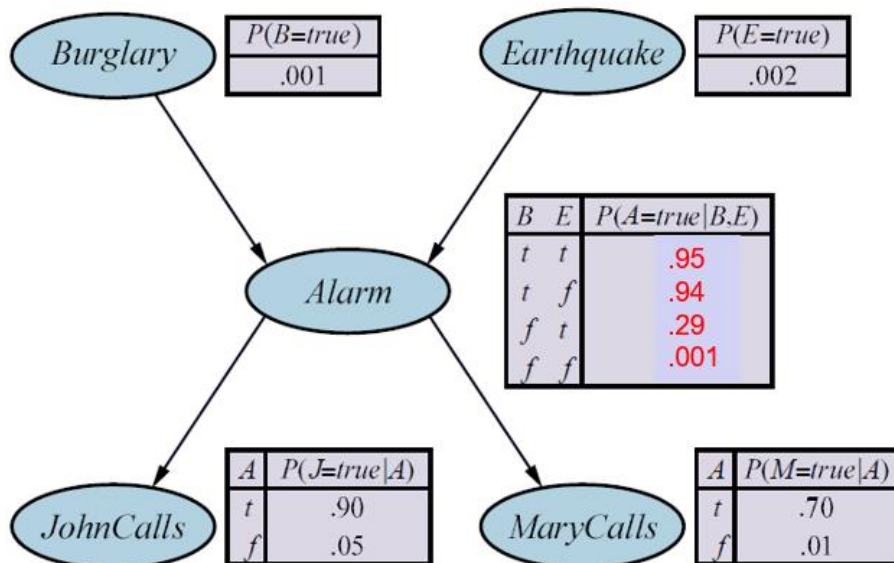 Burglary
P(B=true)
.001
Earthquake
P(E=true)
.002
B E P(A=true|B,E)
t t .95
t f .94
f t .29
f f .001
Alarm
A P(J=true|A)
t .90
f .05
JohnCalls
A P(M=true|A)
t .70
f .01
MaryCalls